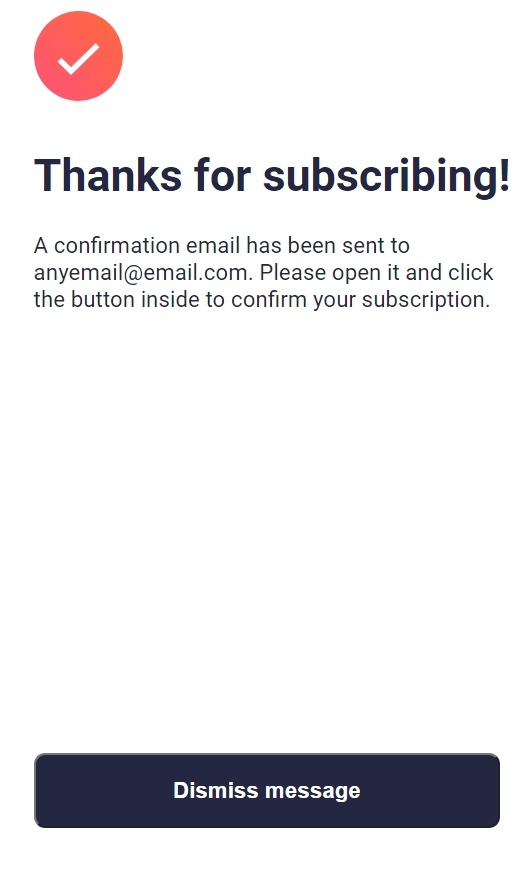 Thanks for subscribing!
A confirmation email has been sent to
anyemail@email.com. Please open it and click
the button inside to confirm your subscription.
Dismiss message